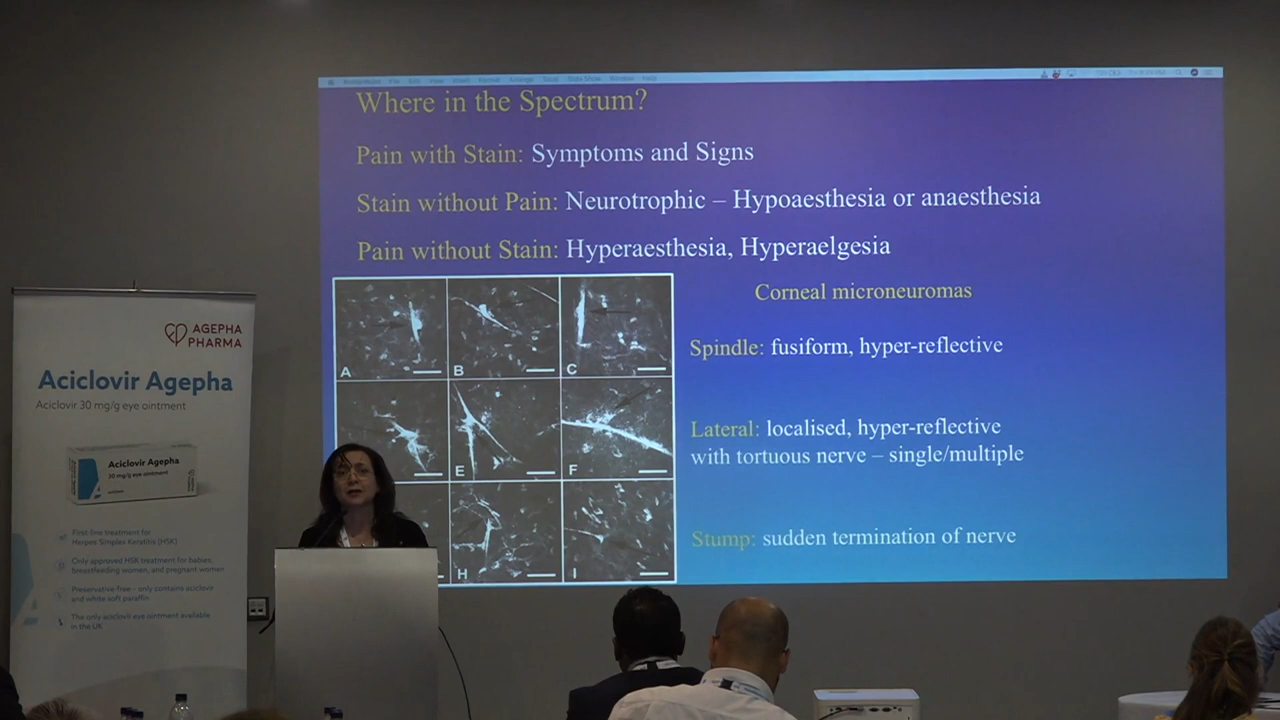 Where in the Spectrum?
Pain with Stain: Symptoms and Signs
Stain without Pain: Neurotrophic – Hypoaesthesia or anaesthesia
Pain without Stain: Hyperaesthesia, Hyperaelgesia
Corneal microneuromas
Spindle: fusiform, hyper-reflective
Lateral: localised, hyper-reflective
with tortuous nerve – single/multiple
Stump: sudden termination of nerve
A
B
C
E
F
H
I
AGEPHA
PHARMA
Aciclovir Agepha
Aciclovir 30 mg/g eye ointment
Aciclovir Agepha
30 mg/g eye ointment
First-line treatment for
Herpes Simplex Keratitis (HSK)
Only approved HSK treatment for babies,
breastfeeding women, and pregnant women
Preservative-free – only contains aciclovir
and white soft paraffin
The only aciclovir eye ointment available
in the UK